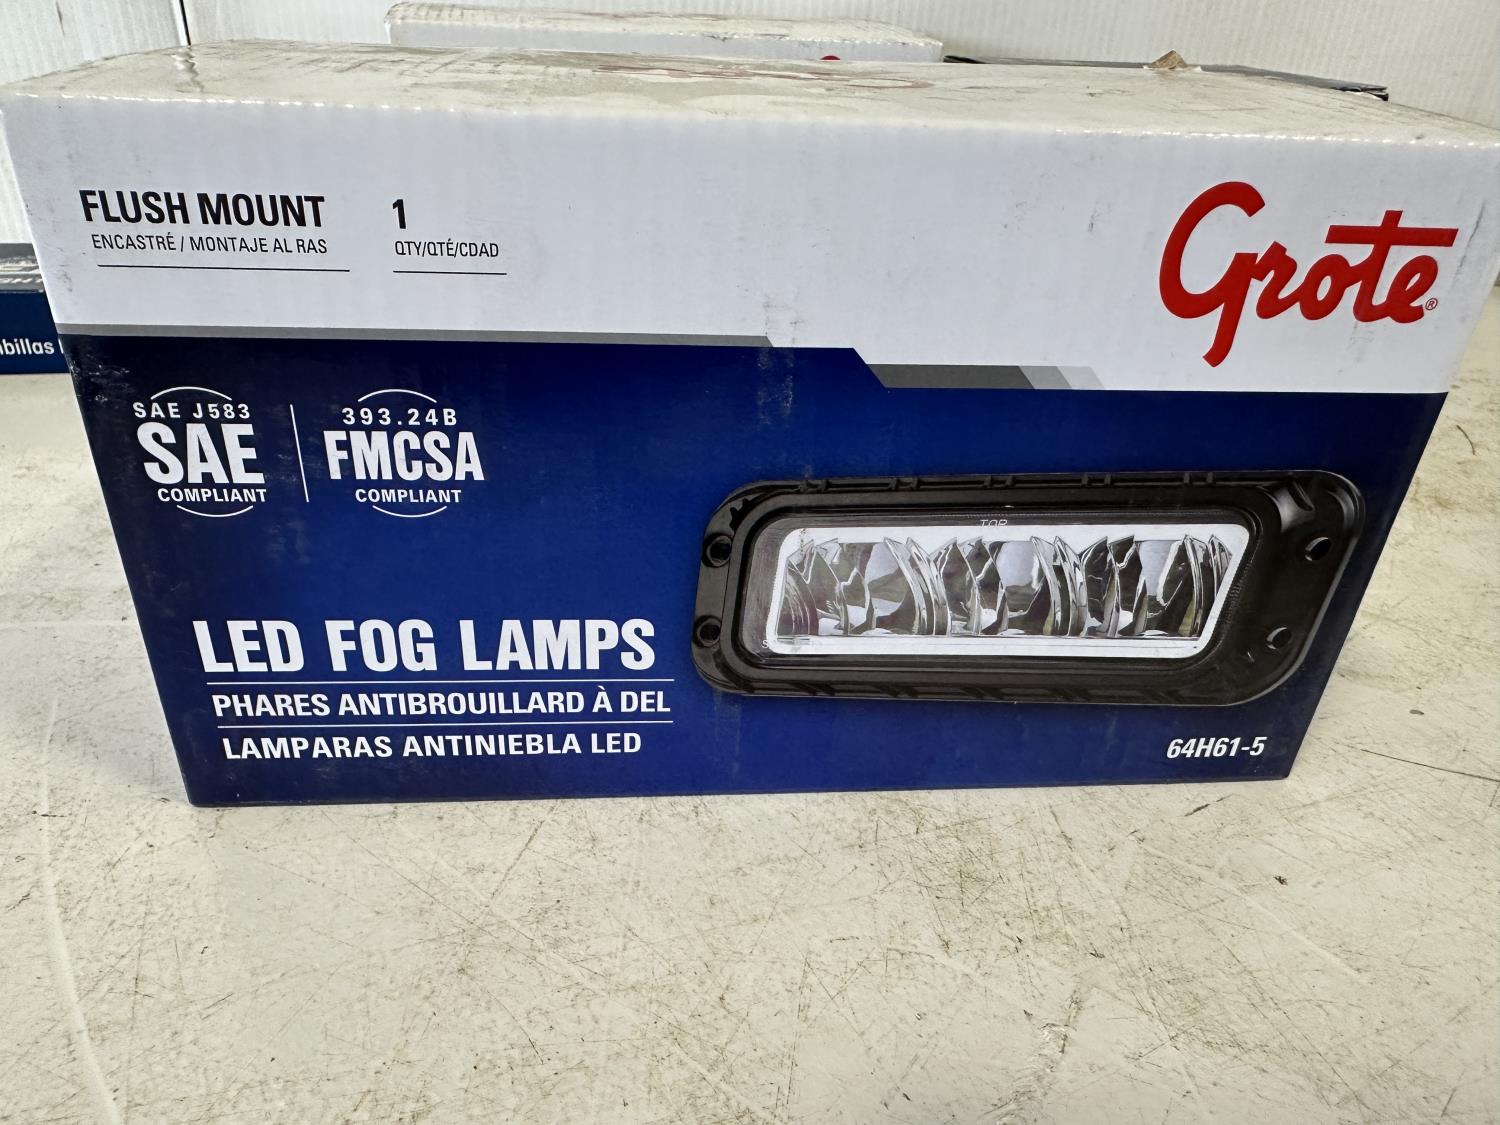 FLUSH MOUNT
ENCASTRÉ / MONTAJE AL RAS
1
QTY/QTÉ/CDAD
Grote®
SAE J583
SAE
COMPLIANT
393.24B
FMCSA
COMPLIANT
TOP
LED FOG LAMPS
PHARES ANTIBROUILLARD À DEL
LAMPARAS ANTINIEBLA LED
64H61-5